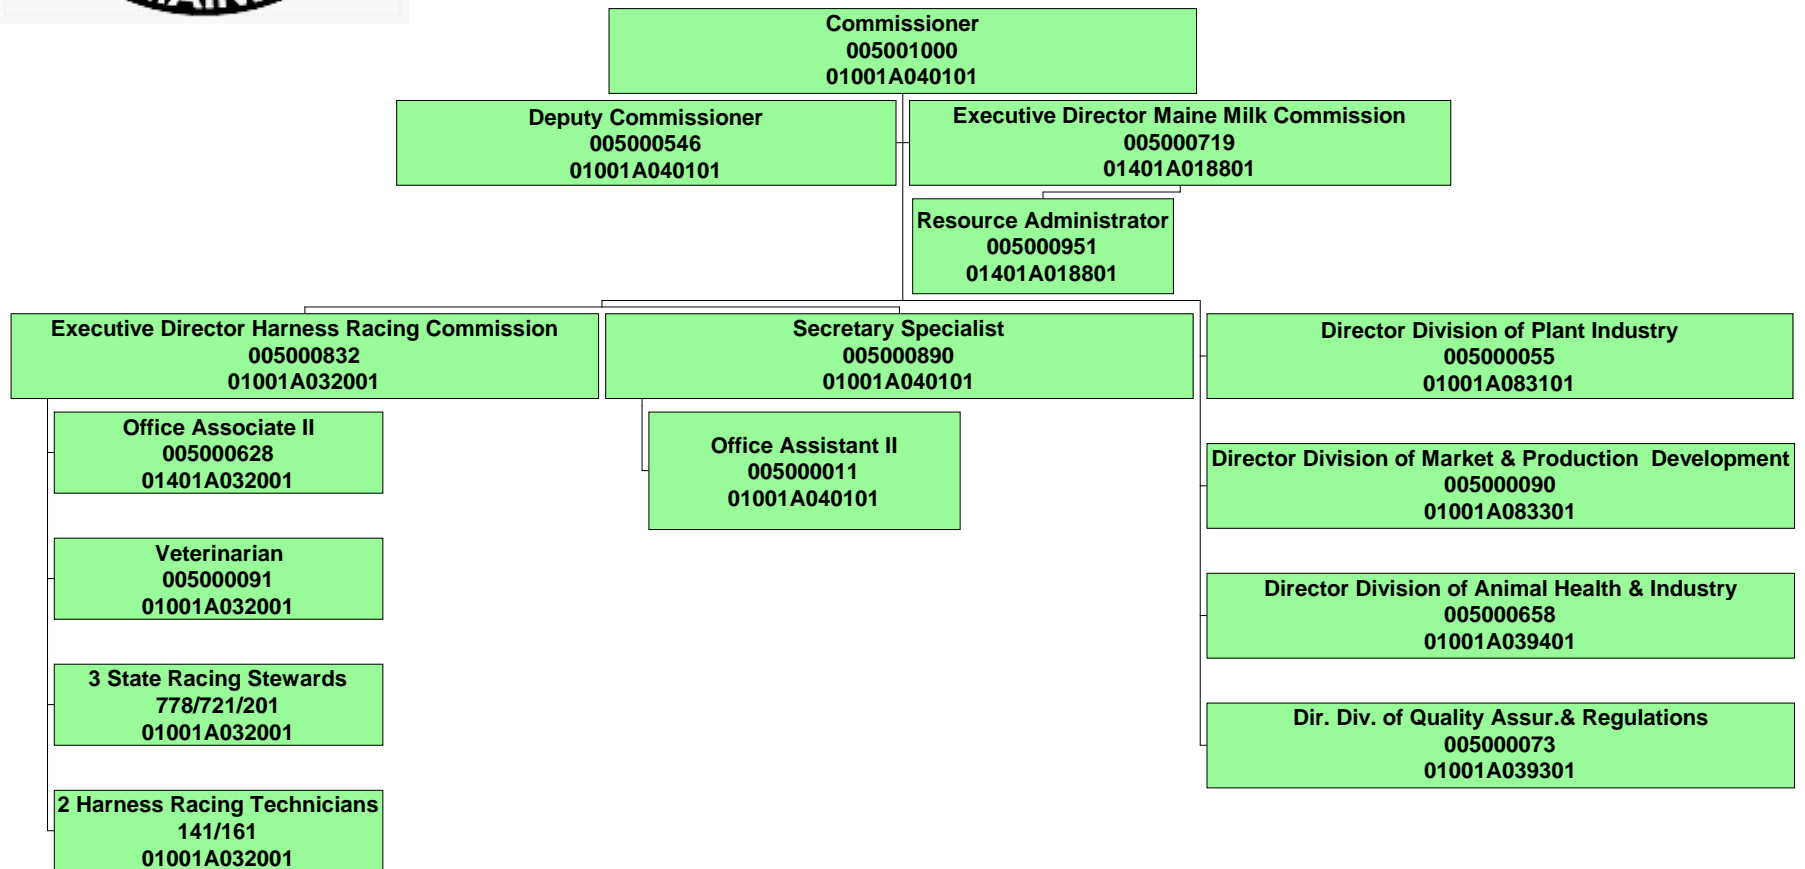 MAINE
Commissioner
005001000
01001A040101
Deputy Commissioner
005000546
01001A040101
Executive Director Maine Milk Commission
005000719
01401A018801
Resource Administrator
005000951
01401A018801
Executive Director Harness Racing Commission
005000832
01001A032001
Secretary Specialist
005000890
01001A040101
Director Division of Plant Industry
005000055
01001A083101
Office Associate II
005000628
01401A032001
Office Assistant II
005000011
01001A040101
Director Division of Market & Production  Development
005000090
01001A083301
Veterinarian
005000091
01001A032001
Director Division of Animal Health & Industry
005000658
01001A039401
3 State Racing Stewards
778/721/201
01001A032001
Dir. Div. of Quality Assur.& Regulations
005000073
01001A039301
2 Harness Racing Technicians
141/161
01001A032001